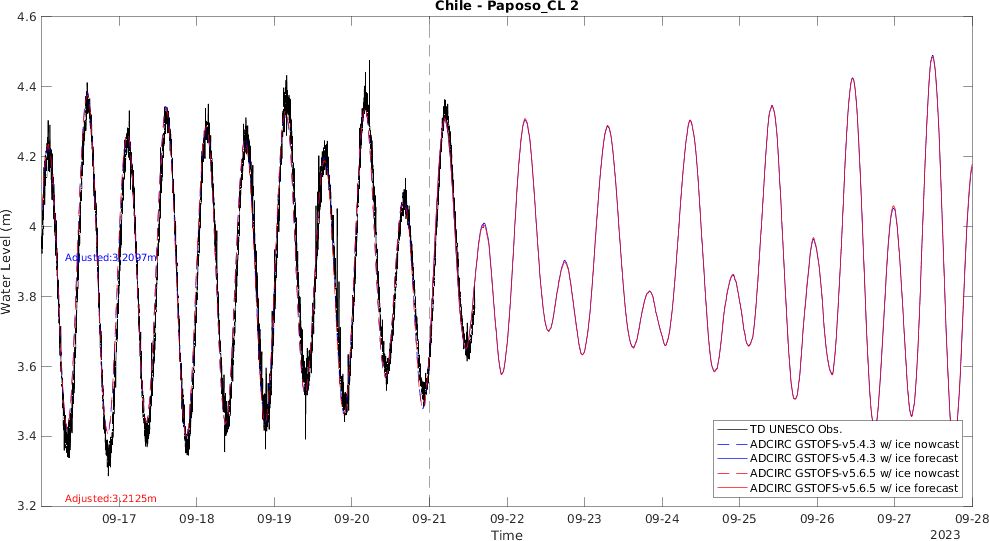 Chile - Paposo_CL 2
4.6
4.4
4.2
4
3.8
3.6
3.4
3.2
Water Level (m)
Adjusted:3.2097m
Adjusted:3.2125m
TD UNESCO Obs.
ADCIRC GSTOFS-v5.4.3 w/ ice nowcast
ADCIRC GSTOFS-v5.4.3 w/ ice forecast
ADCIRC GSTOFS-v5.6.5 w/ ice nowcast
ADCIRC GSTOFS-v5.6.5 w/ ice forecast
09-17 09-18 09-19 09-20 09-21 09-22 09-23 09-24 09-25 09-26 09-27 09-28
Time
2023